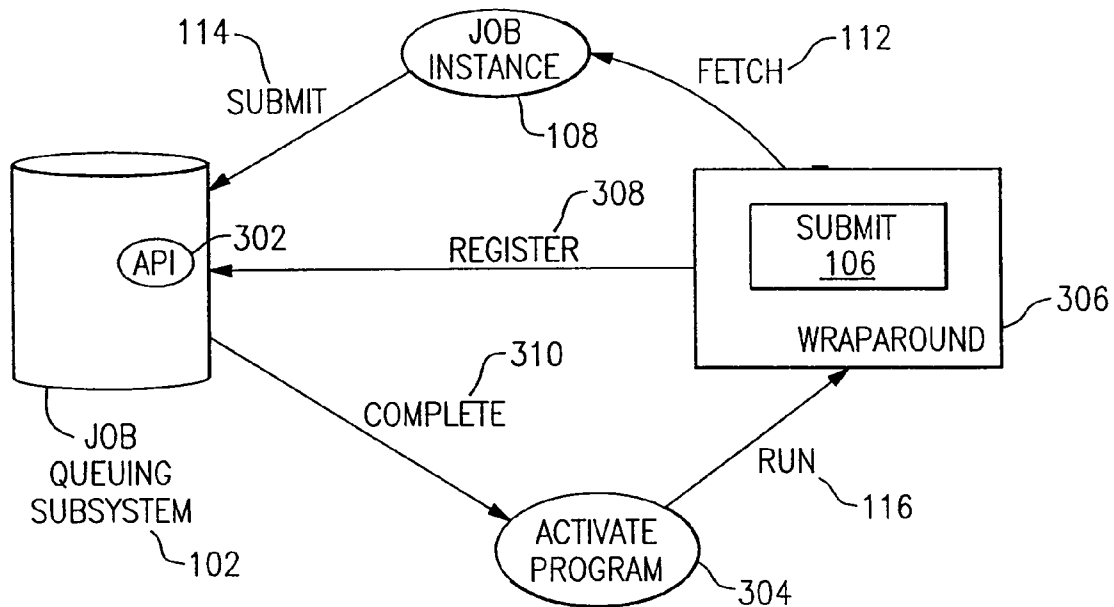 114
JOB
INSTANCE
108
FETCH
112
SUBMIT
API
302
308
REGISTER
SUBMIT
106
WRAPAROUND
306
310
COMPLETE
JOB
QUEUING
SUBSYSTEM
102
RUN
116
ACTIVATE
PROGRAM
304